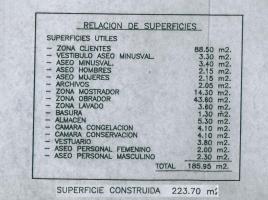 RELACION DE SUPERFICIES
SUPERFICIES UTILES
- ZONA CLIENTES 88.50 m2.
- VESTIBULO ASEO MINUSVAL. 3.30 m2.
- ASEO MINUSVAL. 3.40 m2.
- ASEO HOMBRES 2.15 m2.
- ASEO MUJERES 2.15 m2.
- ARCHIVOS 2.05 m2.
- ZONA MOSTRADOR 14.30 m2.
- ZONA OBRADOR 43.60 m2.
- ZONA LAVADO 3.60 m2.
- BASURA 1.30 m2.
- ALMACEN 5.30 m2.
- CAMARA CONGELACION 4.10 m2.
- CAMARA CONSERVACION 4.10 m2.
- VESTUARIO 3.80 m2.
- ASEO PERSONAL FEMENINO 2.00 m2.
- ASEO PERSONAL MASCULINO 2.30 m2.
TOTAL 185.95 m2.
SUPERFICIE CONSTRUIDA 223.70 m²